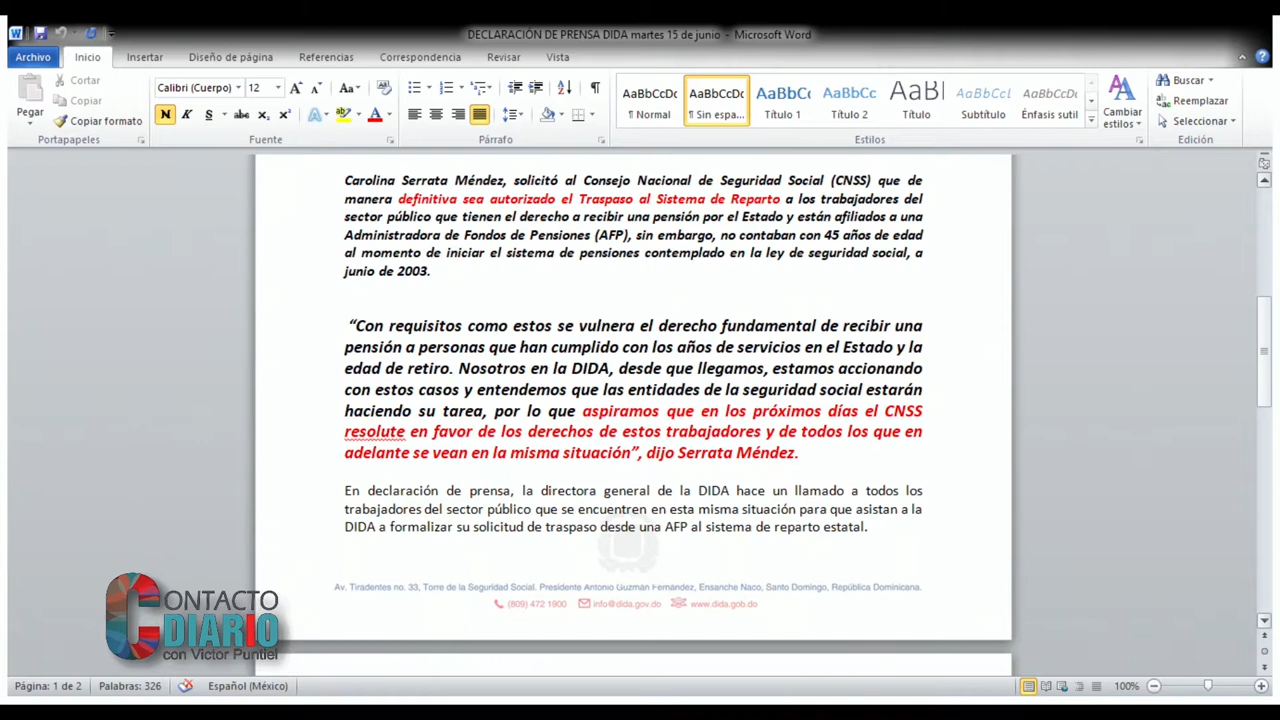 DECLARACIÓN DE PRENSA DIDA martes 15 de junio - Microsoft Word
Archivo Inicio Insertar Diseño de página Referencias Correspondencia Revisar Vista
Pegar
Cortar
Copiar
Copiar formato
Portapapeles
Calibri (Cuerpo) 12
Fuente
Párrafo
AaBbCcDc AaBbCcDc AaBbCc AaBbCc AaBl AaBbCcL AaBbCcDc
¶ Normal ¶ Sin espa... Título 1 Título 2 Título Subtítulo Énfasis sutil
Cambiar estilos
Estilos
Buscar
Reemplazar
Seleccionar
Edición
Carolina Serrata Méndez, solicitó al Consejo Nacional de Seguridad Social (CNSS) que de
manera definitiva sea autorizado el Traspaso al Sistema de Reparto a los trabajadores del
sector público que tienen el derecho a recibir una pensión por el Estado y están afiliados a una
Administradora de Fondos de Pensiones (AFP), sin embargo, no contaban con 45 años de edad
al momento de iniciar el sistema de pensiones contemplado en la ley de seguridad social, a
junio de 2003.
“Con requisitos como estos se vulnera el derecho fundamental de recibir una
pensión a personas que han cumplido con los años de servicios en el Estado y la
edad de retiro. Nosotros en la DIDA, desde que llegamos, estamos accionando
con estos casos y entendemos que las entidades de la seguridad social estarán
haciendo su tarea, por lo que aspiramos que en los próximos días el CNSS
resolute en favor de los derechos de estos trabajadores y de todos los que en
adelante se vean en la misma situación”, dijo Serrata Méndez.
En declaración de prensa, la directora general de la DIDA hace un llamado a todos los
trabajadores del sector público que se encuentren en esta misma situación para que asistan a la
DIDA a formalizar su solicitud de traspaso desde una AFP al sistema de reparto estatal.
Av. Tiradentes no. 33, Torre de la Seguridad Social. Presidente Antonio Guzmán Fernández, Ensanche Naco, Santo Domingo, República Dominicana.
(809) 472 1900 info@dida.gov.do www.dida.gob.do
CONTACTO
DIARIO
con Victor Puntiel
Página: 1 de 2 Palabras: 326 Español (México) 100%